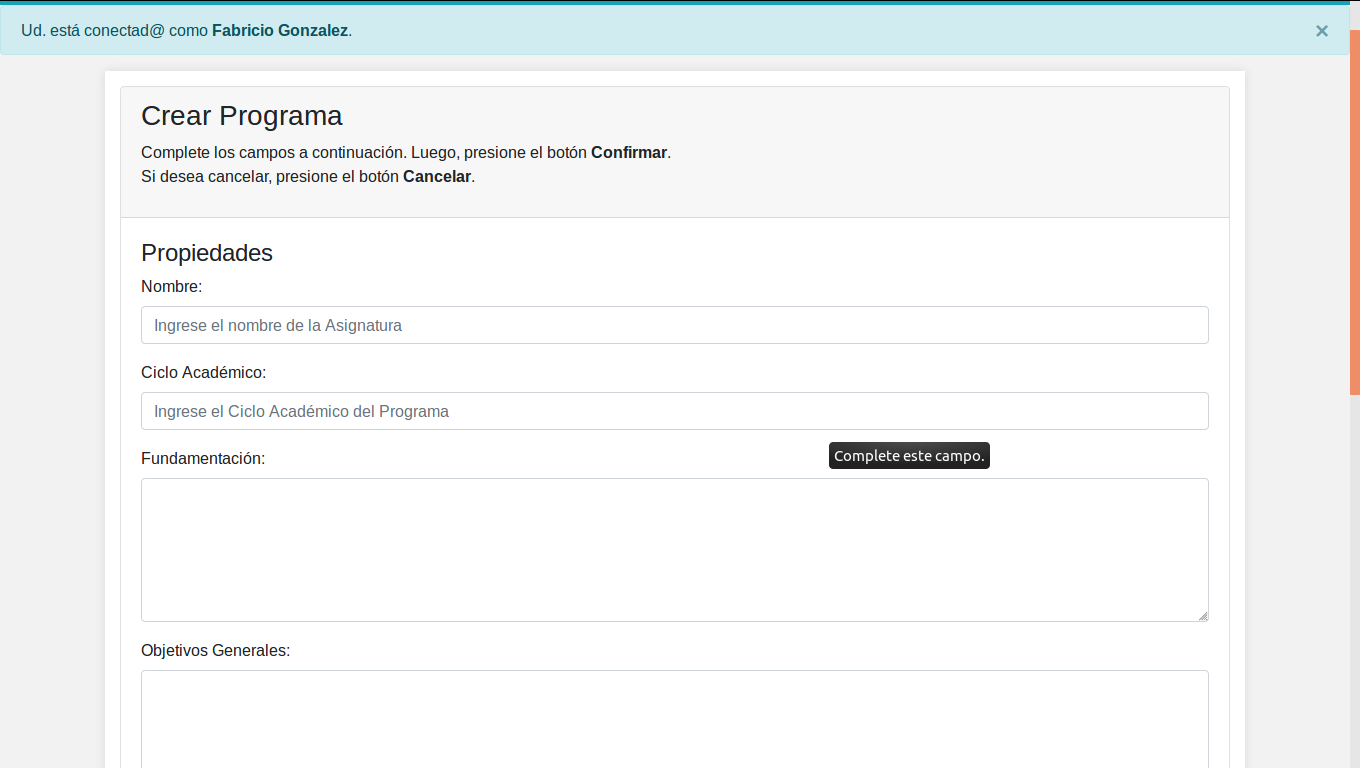 Ud. está conectad@ como Fabricio Gonzalez.
×
Crear Programa
Complete los campos a continuación. Luego, presione el botón Confirmar.
Si desea cancelar, presione el botón Cancelar.
Propiedades
Nombre:
Ingrese el nombre de la Asignatura
Ciclo Académico:
Ingrese el Ciclo Académico del Programa
Fundamentación:
Complete este campo.
Objetivos Generales: